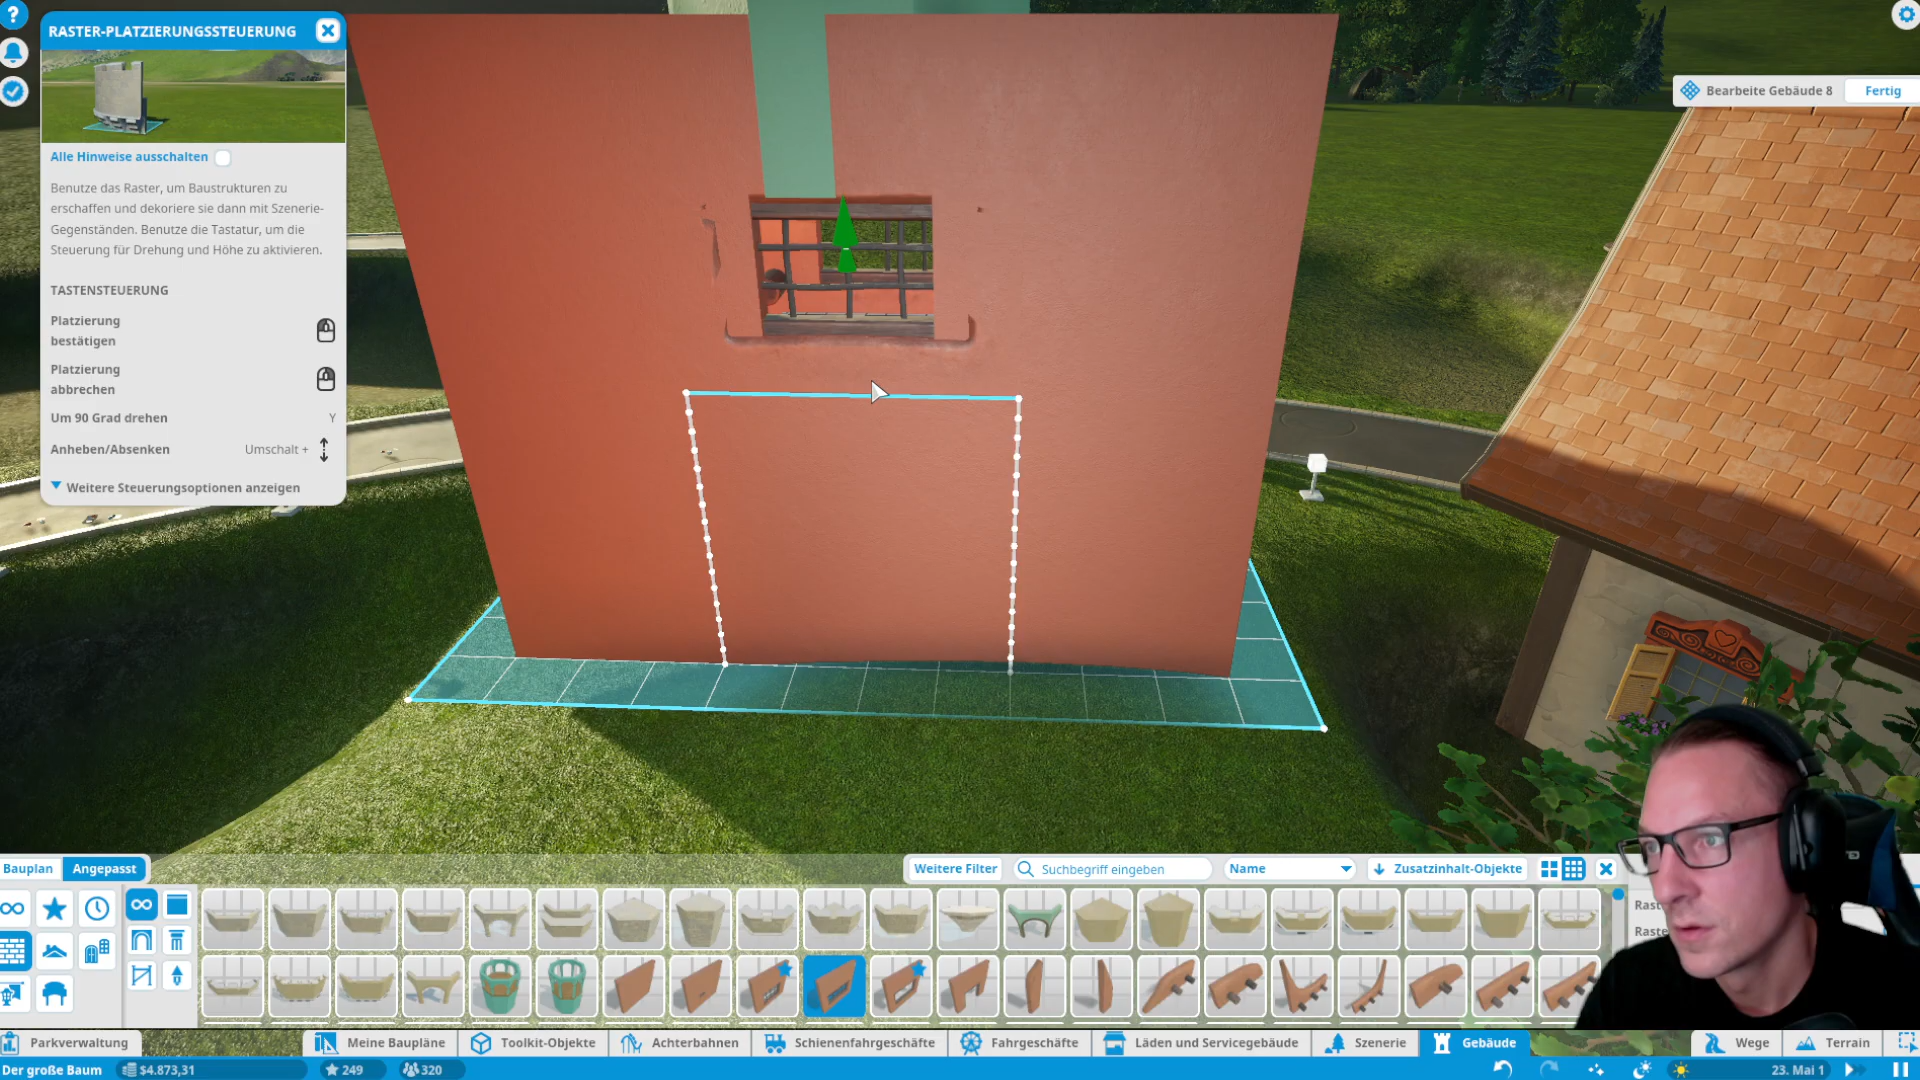 ?
RASTER-PLATZIERUNGSSTEUERUNG
Alle Hinweise ausschalten
Benutze das Raster, um Baustrukturen zu
erschaffen und dekoriere sie dann mit Szenerie-
Gegenständen. Benutze die Tastatur, um die
Steuerung für Drehung und Höhe zu aktivieren.
TASTENSTEUERUNG
Platzierung
bestätigen
Platzierung
abbrechen
Um 90 Grad drehen Y
Anheben/Absenken Umschalt +
Weitere Steuerungsoptionen anzeigen
Bearbeite Gebäude 8 Fertig
Bauplan Angepasst
Weitere Filter Suchbegriff eingeben Name Zusatzinhalt-Objekte
Parkverwaltung Meine Baupläne Toolkit-Objekte Achterbahnen Schienenfahrgeschäfte Fahrgeschäfte Läden und Servicegebäude Szenerie Gebäude Wege Terrain
Der große Baum $4.873,31 249 320 23. Mai 1